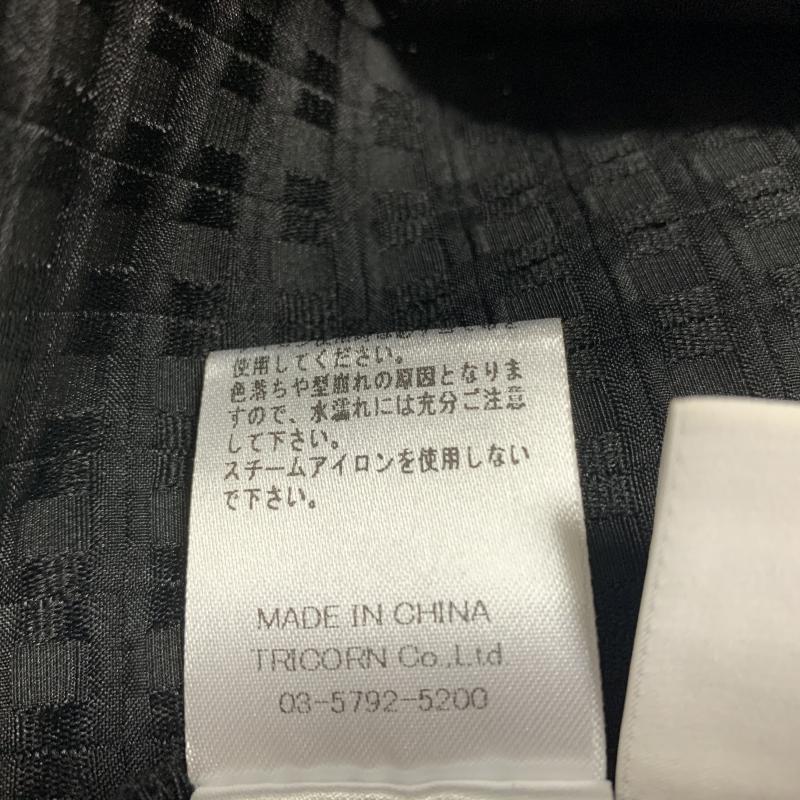 使用してください。
色落ちや型崩れの原因となりま
すので、水濡れには充分ご注意
して下さい。
スチームアイロンを使用しない
で下さい。
MADE IN CHINA
TRICORN Co.,Ltd.
03-5792-5200